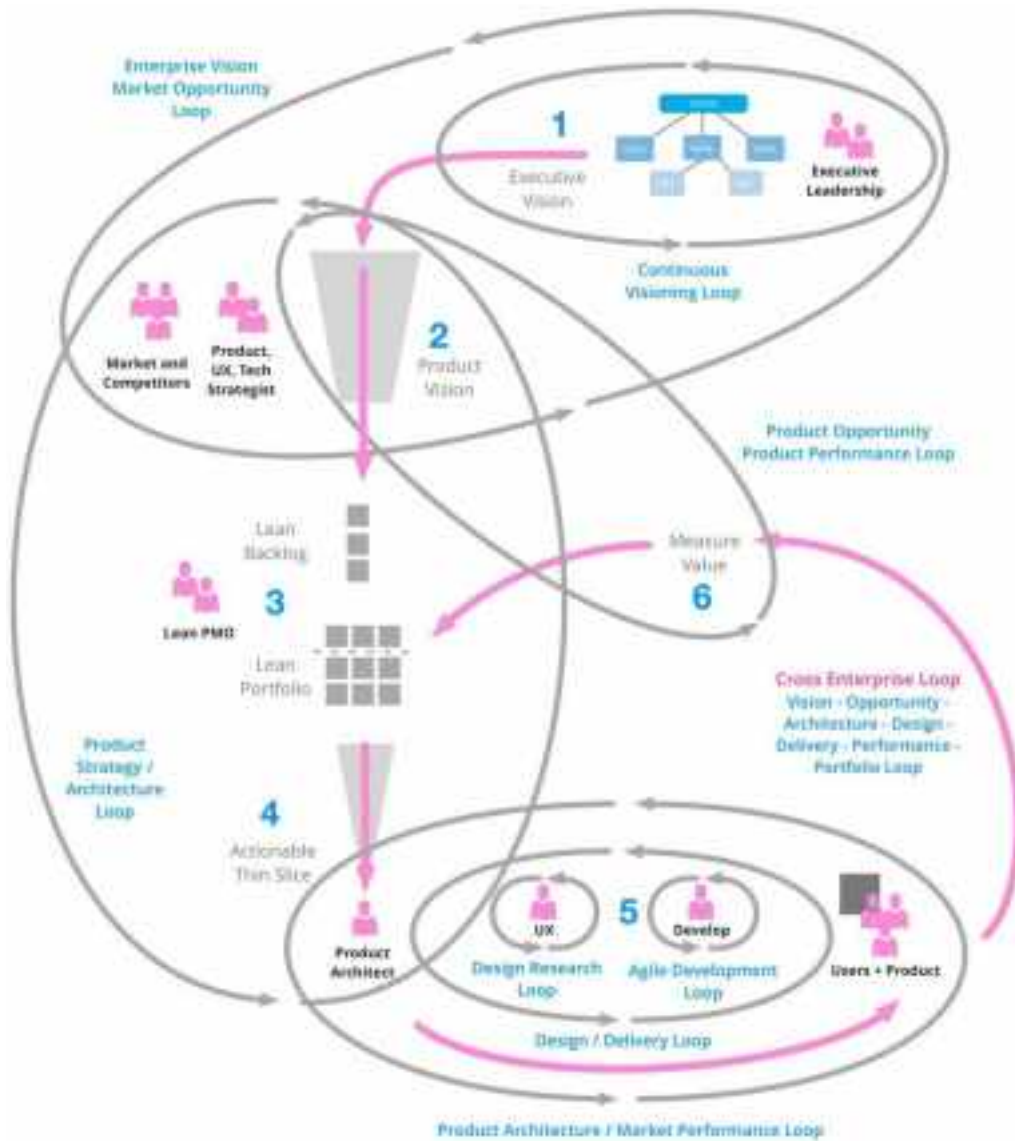 Enterprise Vision
Market Opportunity
Loop
1
Executive
Vision
Executive
Leadership
Continuous
Visioning Loop
Market and
Competitors
Product,
UX, Tech
Strategist
2
Product
Vision
Product Opportunity
Product Performance Loop
Lean
Backlog
3
Lean PMO
Lean
Portfolio
Measure
Value
6
Cross Enterprise Loop
Vision - Opportunity -
Architecture - Design -
Delivery - Performance -
Portfolio Loop
Product
Strategy /
Architecture
Loop
4
Actionable
Thin Slice
Product
Architect
UX
5
Develop
Design Research
Loop
Agile Development
Loop
Users + Product
Design / Delivery Loop
Product Architecture / Market Performance Loop